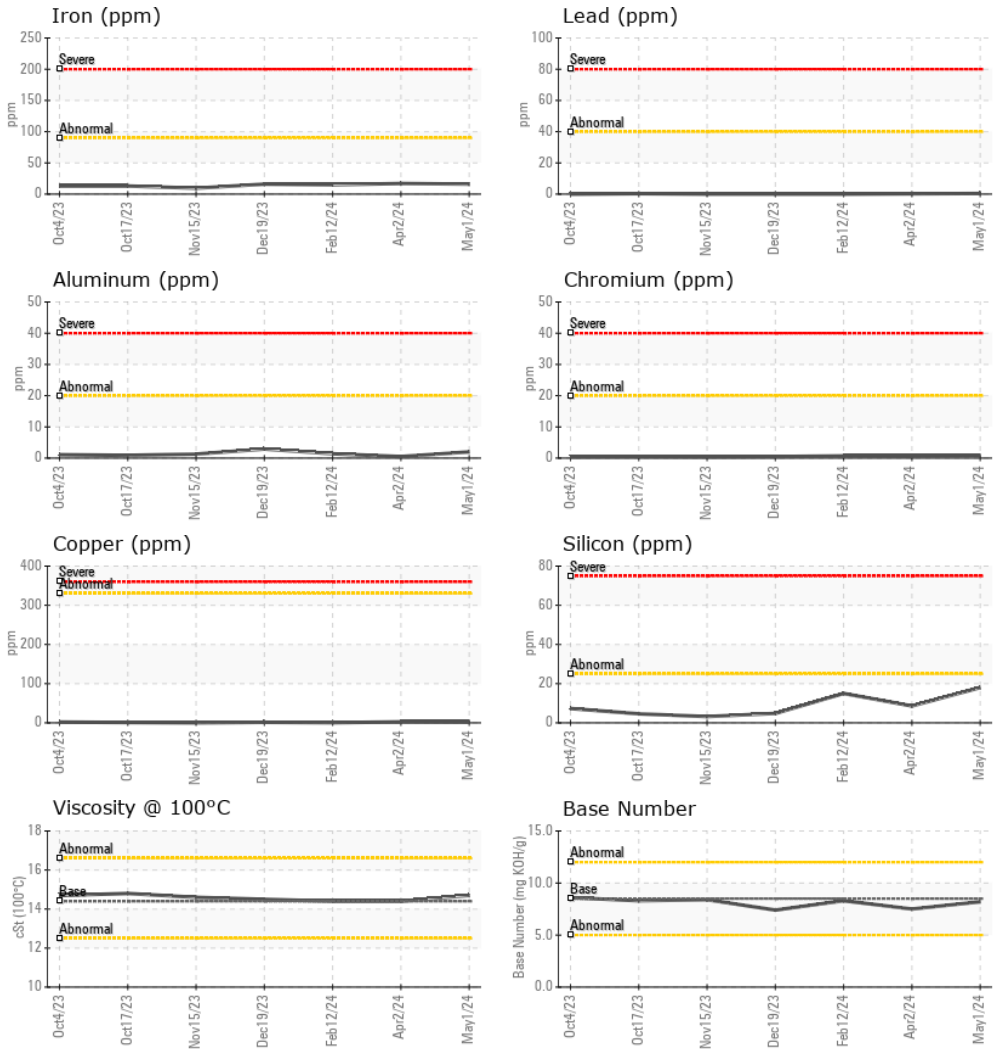 Iron (ppm)
250
200
150
100
50
0
ppm
Severe
Abnormal
Oct4/23
Oct17/23
Nov15/23
Dec19/23
Feb12/24
Apr2/24
May1/24
Lead (ppm)
100
80
60
40
20
0
ppm
Severe
Abnormal
Oct4/23
Oct17/23
Nov15/23
Dec19/23
Feb12/24
Apr2/24
May1/24
Aluminum (ppm)
50
40
30
20
10
0
ppm
Severe
Abnormal
Oct4/23
Oct17/23
Nov15/23
Dec19/23
Feb12/24
Apr2/24
May1/24
Chromium (ppm)
50
40
30
20
10
0
ppm
Severe
Abnormal
Oct4/23
Oct17/23
Nov15/23
Dec19/23
Feb12/24
Apr2/24
May1/24
Copper (ppm)
400
300
200
100
0
ppm
Severe
Abnormal
Oct4/23
Oct17/23
Nov15/23
Dec19/23
Feb12/24
Apr2/24
May1/24
Silicon (ppm)
80
60
40
20
0
ppm
Severe
Abnormal
Oct4/23
Oct17/23
Nov15/23
Dec19/23
Feb12/24
Apr2/24
May1/24
Viscosity @ 100°C
18
16
14
12
10
cSt (100°C)
Abnormal
Base
Abnormal
Oct4/23
Oct17/23
Nov15/23
Dec19/23
Feb12/24
Apr2/24
May1/24
Base Number
15.0
10.0
5.0
0.0
Base Number (mg KOH/g)
Abnormal
Base
Abnormal
Oct4/23
Oct17/23
Nov15/23
Dec19/23
Feb12/24
Apr2/24
May1/24